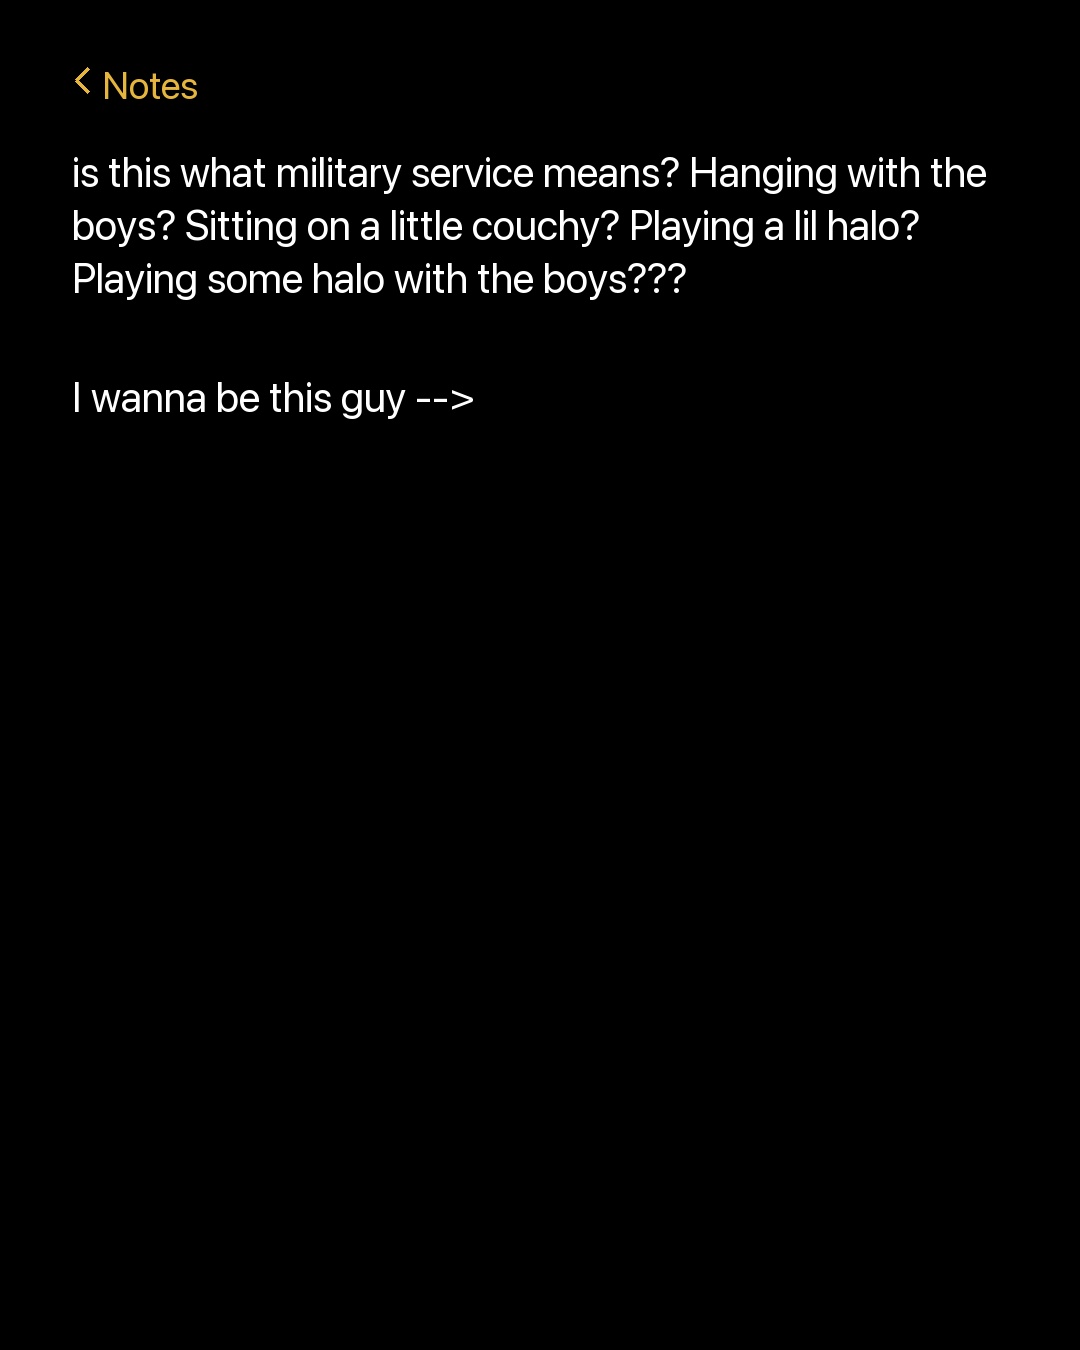 Notes
is this what military service means? Hanging with the
boys? Sitting on a little couchy? Playing a lil halo?
Playing some halo with the boys???
I wanna be this guy -->